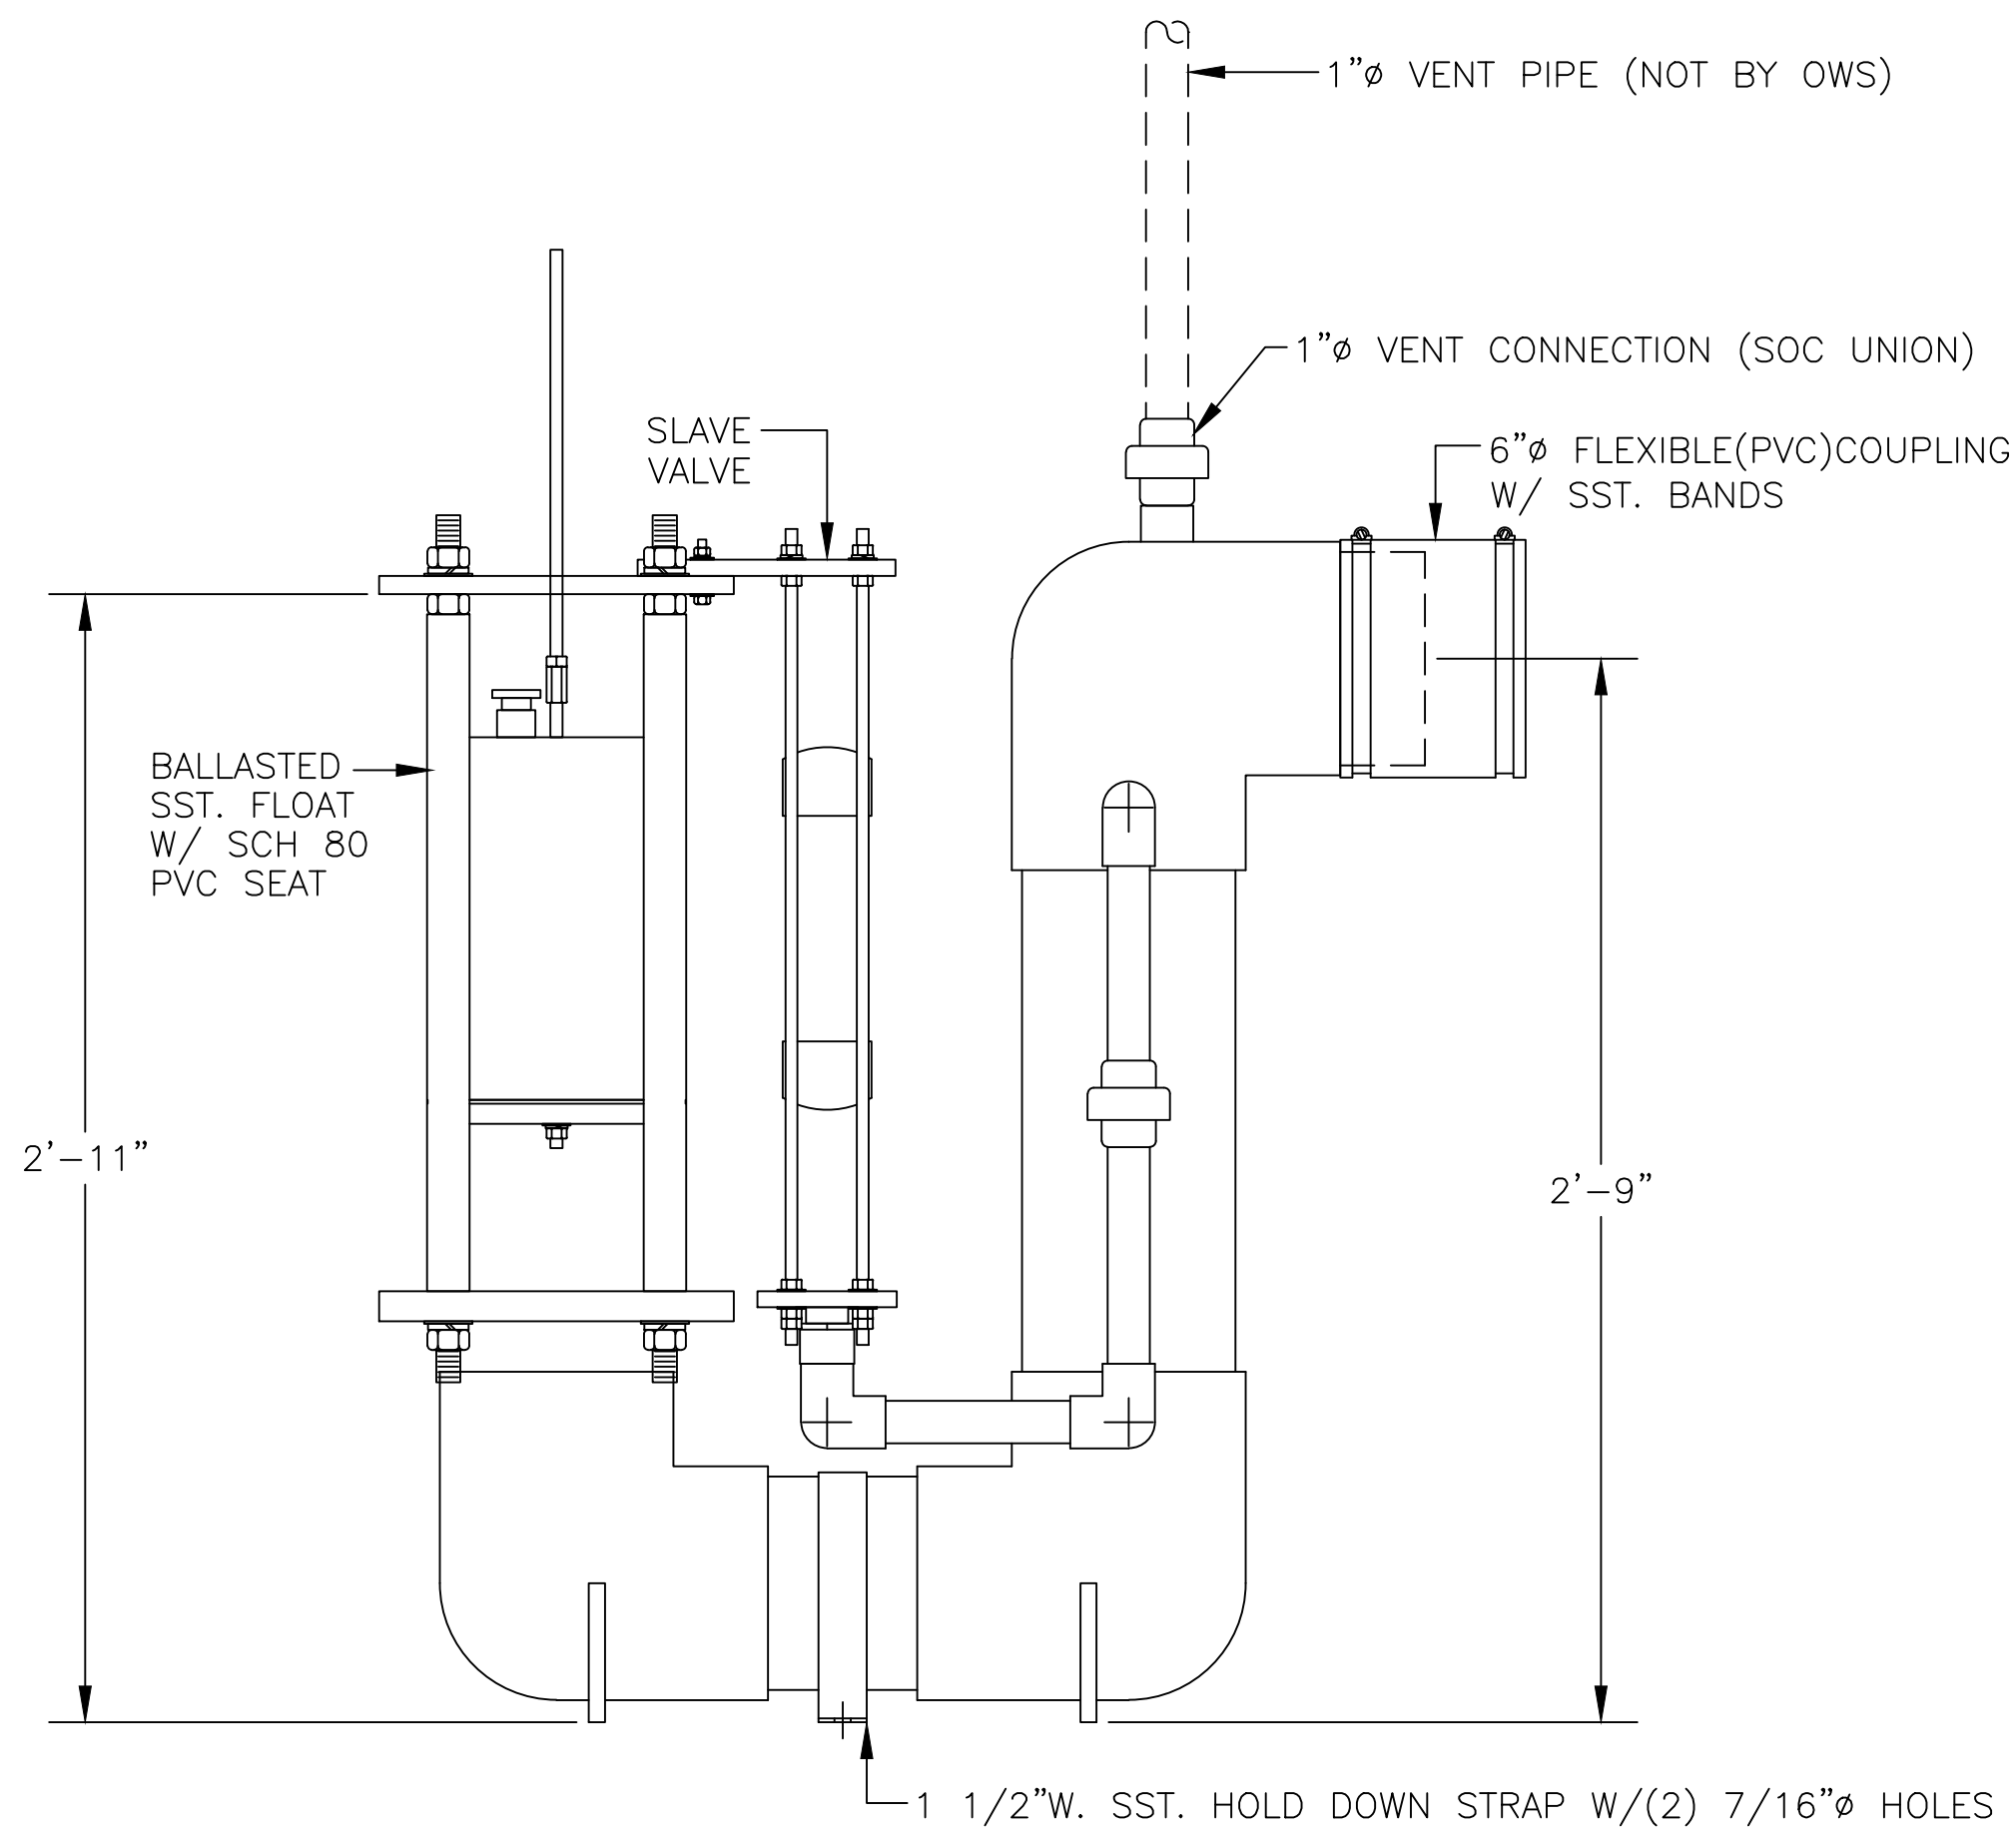 1"ø VENT PIPE (NOT BY OWS)
1"ø VENT CONNECTION (SOC UNION)
SLAVE
VALVE
6"ø FLEXIBLE(PVC)COUPLING
W/ SST. BANDS
BALLASTED
SST. FLOAT
W/ SCH 80
PVC SEAT
2'-11"
2'-9"
1 1/2"W. SST. HOLD DOWN STRAP W/(2) 7/16"ø HOLES